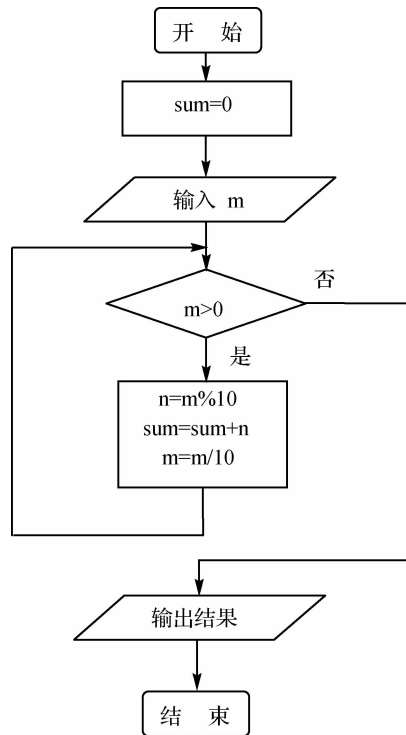 开 始
sum=0
输入 m
否
m>0
是
n=m%10
sum=sum+n
m=m/10
输出结果
结 束